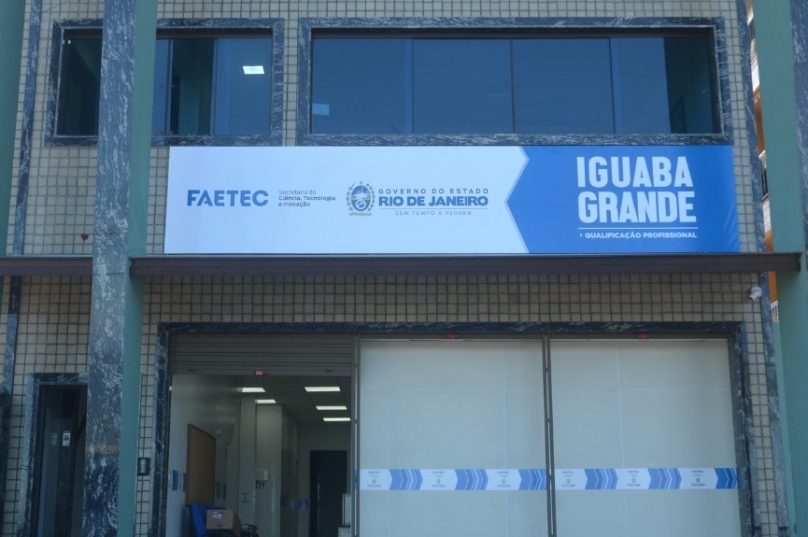 FAETEC
Secretaria de
Ciência, Tecnologia
e Inovação
GOVERNO DO ESTADO
RIO DE JANEIRO
SEM TEMPO A PERDER
IGUABA
GRANDE
QUALIFICAÇÃO PROFISSIONAL